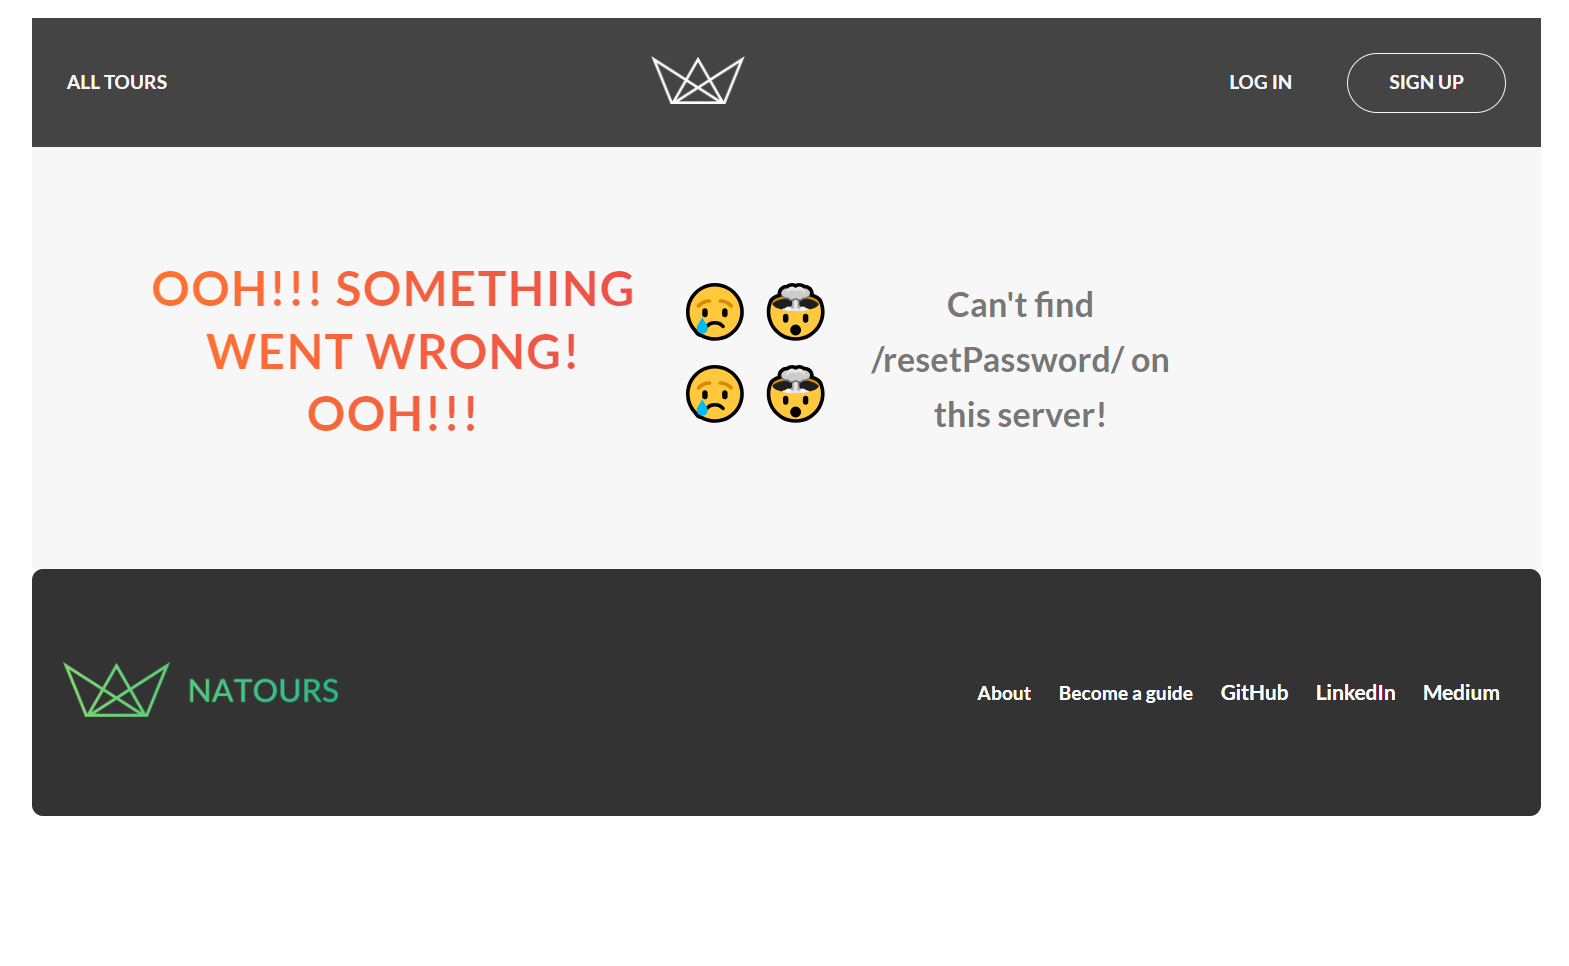 ALL TOURS
LOG IN
SIGN UP
OOH!!! SOMETHING
WENT WRONG!
OOH!!!
😢 🤯
😢 🤯
Can't find
/resetPassword/ on
this server!
NATOURS
About
Become a guide
GitHub
LinkedIn
Medium